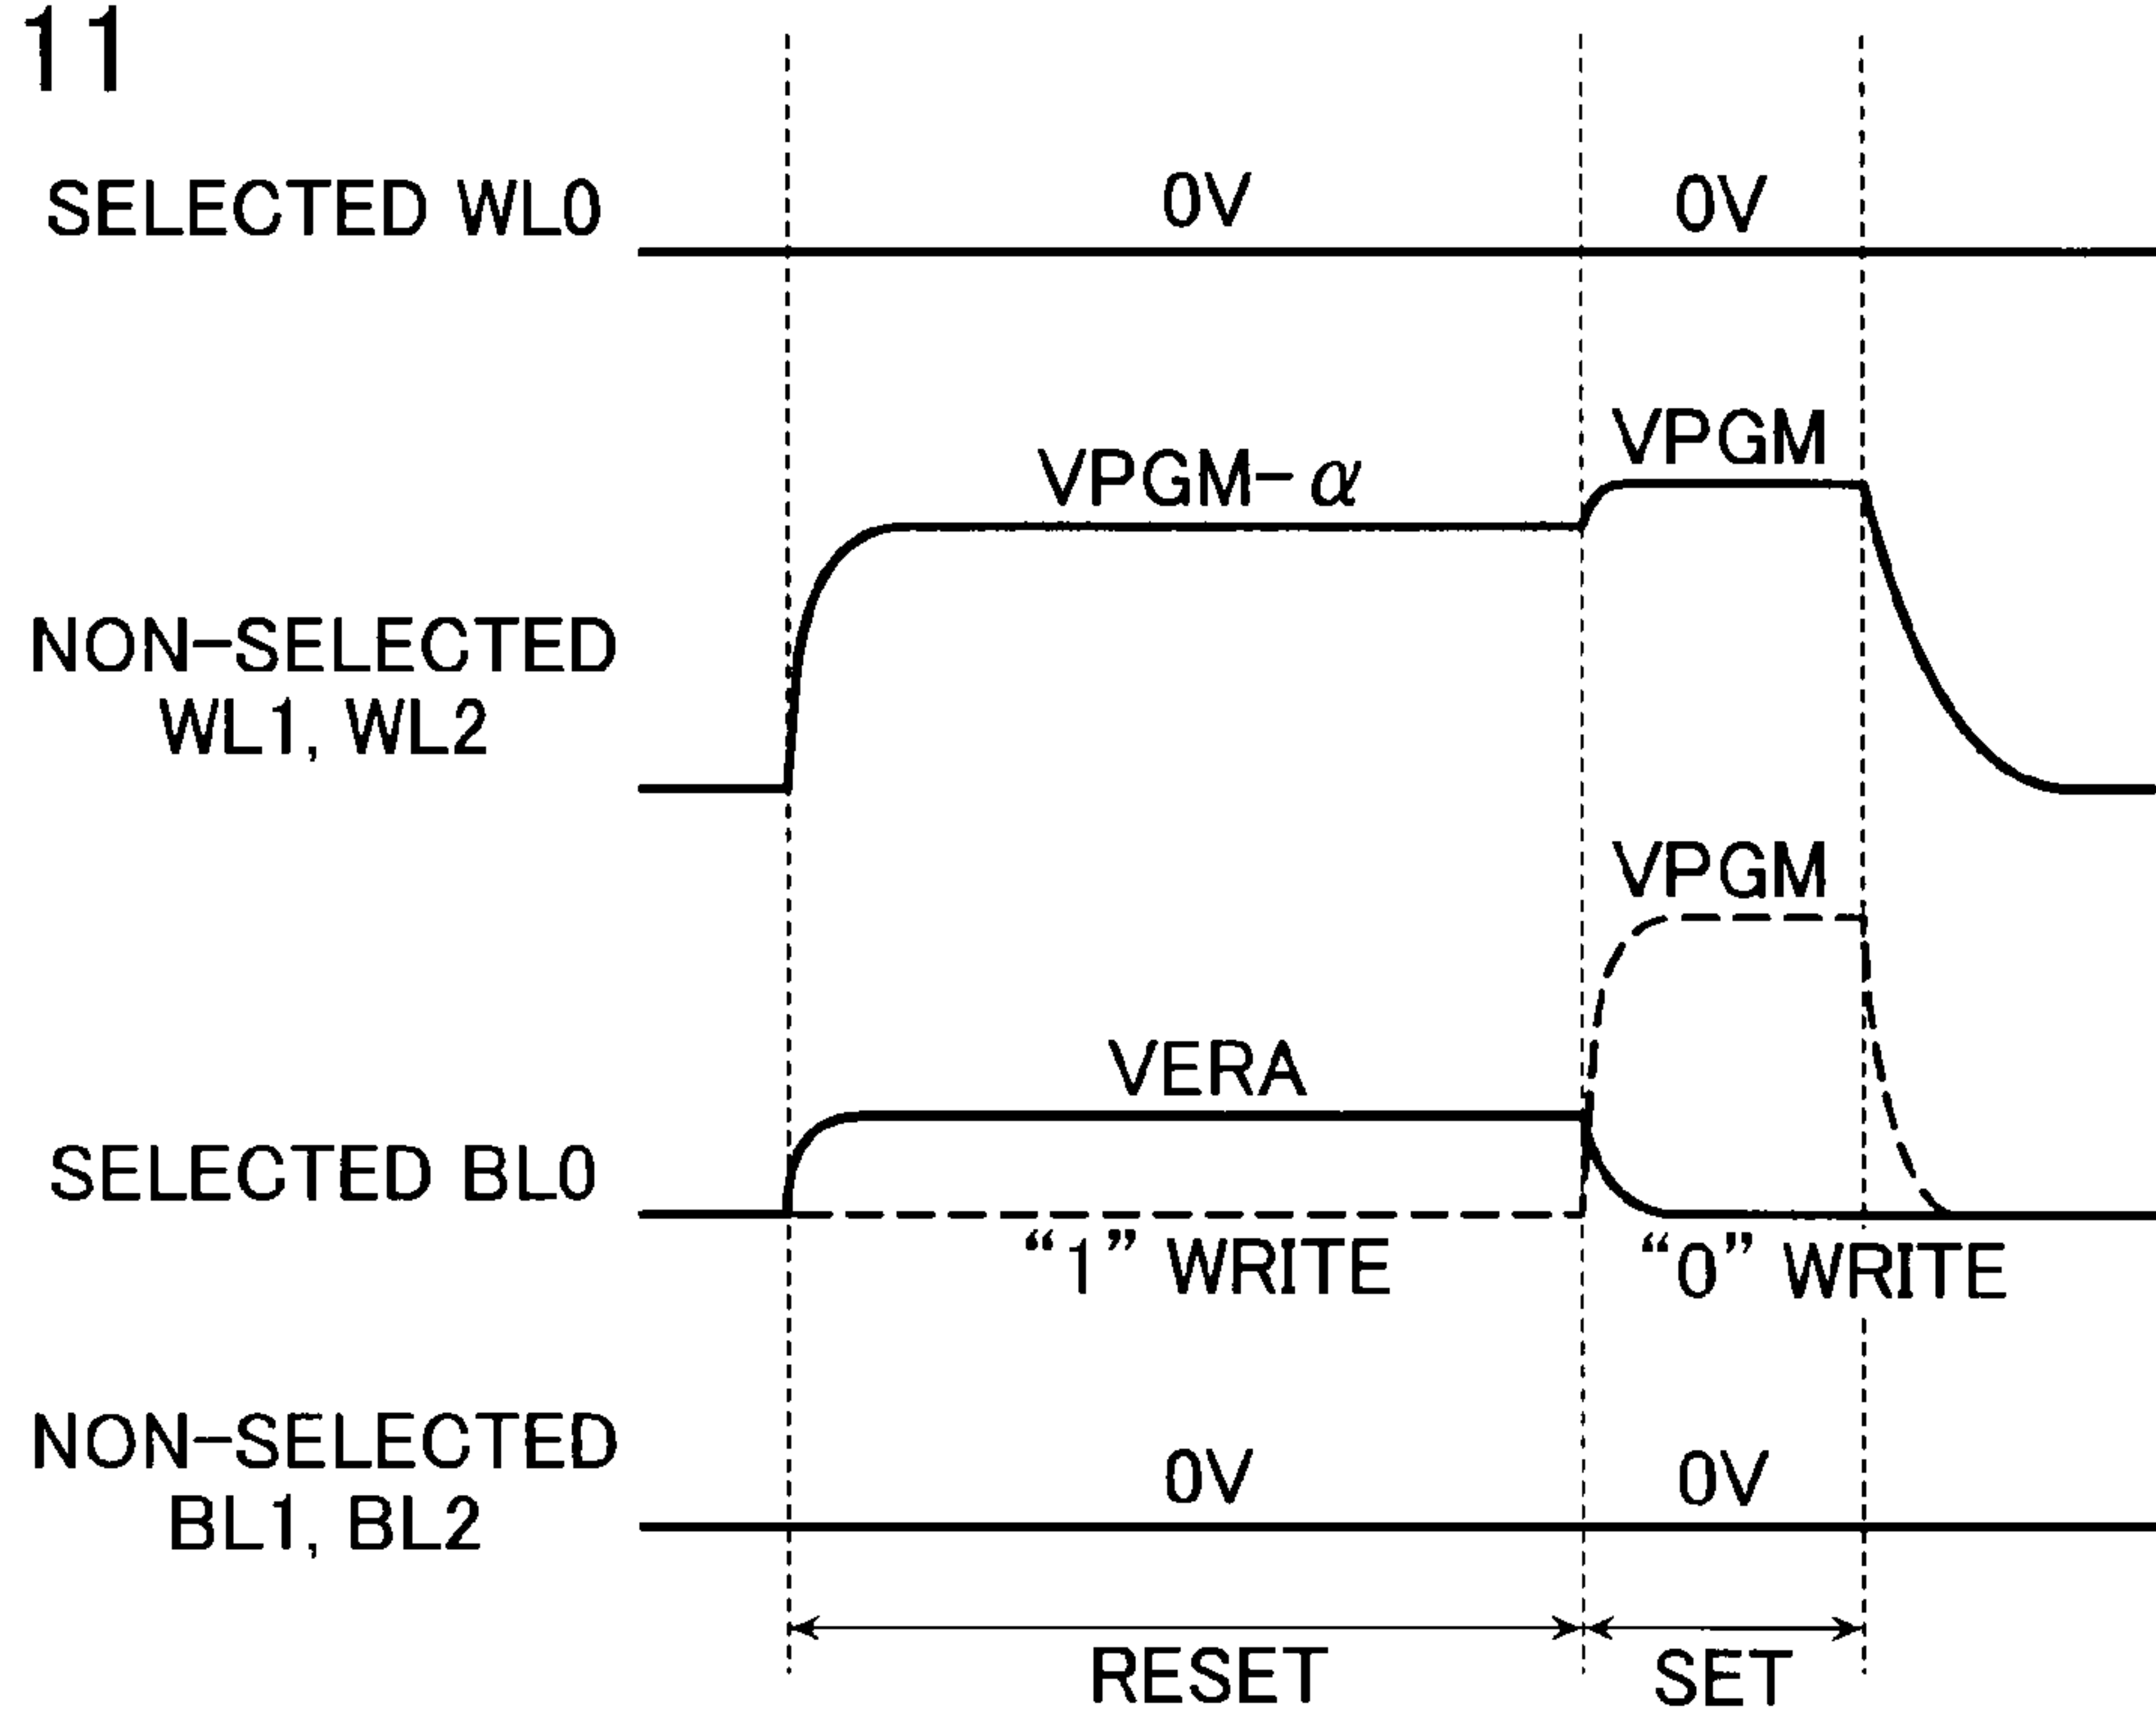 11
SELECTED WL0
0V
0V
VPGM
VPGM-α
NON-SELECTED
WL1, WL2
VPGM
VERA
SELECTED BL0
“1” WRITE
“0” WRITE
NON-SELECTED
BL1, BL2
0V
0V
RESET
SET